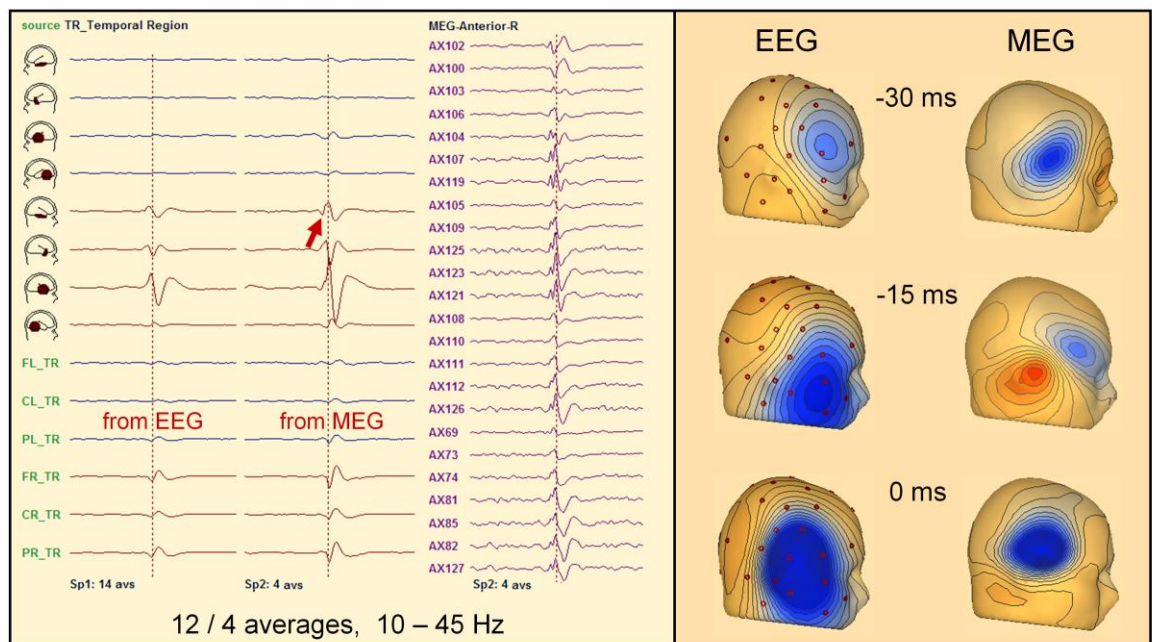 source TR_Temporal Region
FL_TR
CL_TR
from EEG
from MEG
PL_TR
FR_TR
CR_TR
PR_TR
Sp1: 14 avs
Sp2: 4 avs
MEG-Anterior-R
AX102
AX100
AX103
AX106
AX104
AX107
AX119
AX105
AX109
AX125
AX123
AX121
AX108
AX110
AX111
AX112
AX126
AX69
AX73
AX74
AX81
AX85
AX82
AX127
Sp2: 4 avs
12 / 4 averages, 10 – 45 Hz
EEG
MEG
-30 ms
-15 ms
0 ms